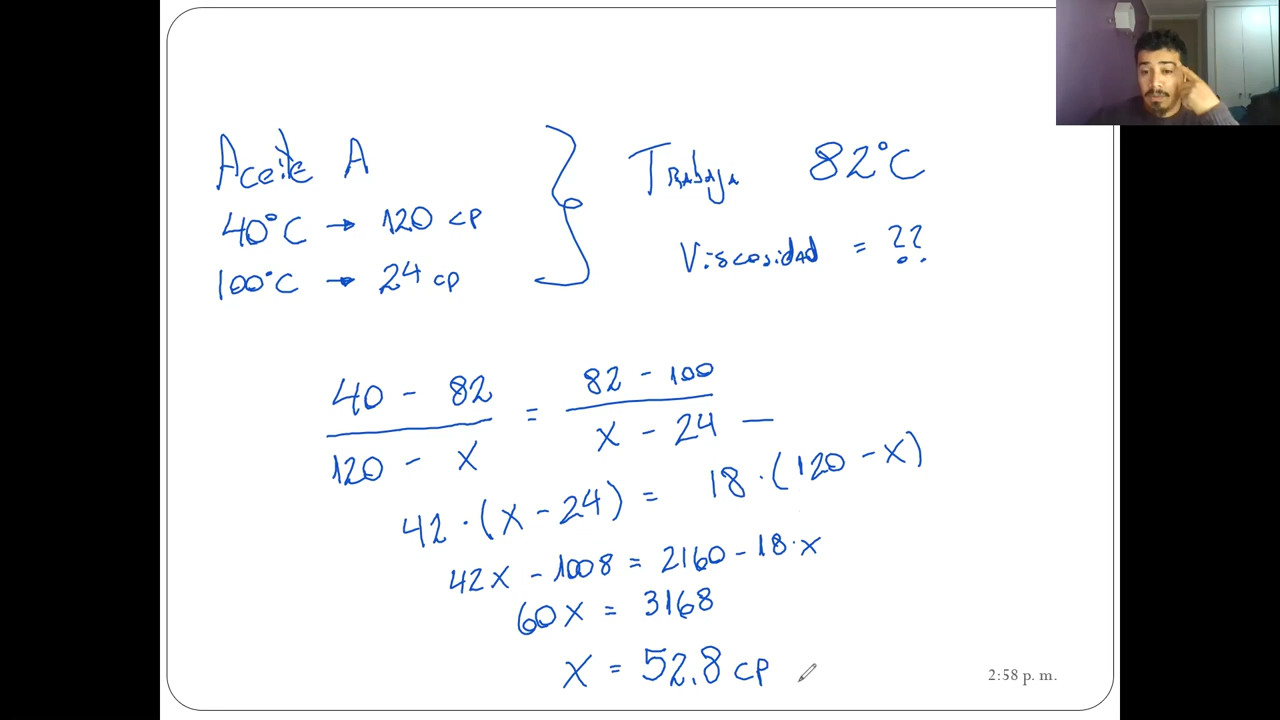 Aceite A
40°C → 120 cp
100°C → 24 cp
Trabaja 82°C
Viscosidad = ??
40 - 82 / 120 - x = 82 - 100 / x - 24 —
42 · (x - 24) = 18 · (120 - x)
42x - 1008 = 2160 - 18·x
60x = 3168
x = 52.8 cp
2:58 p. m.